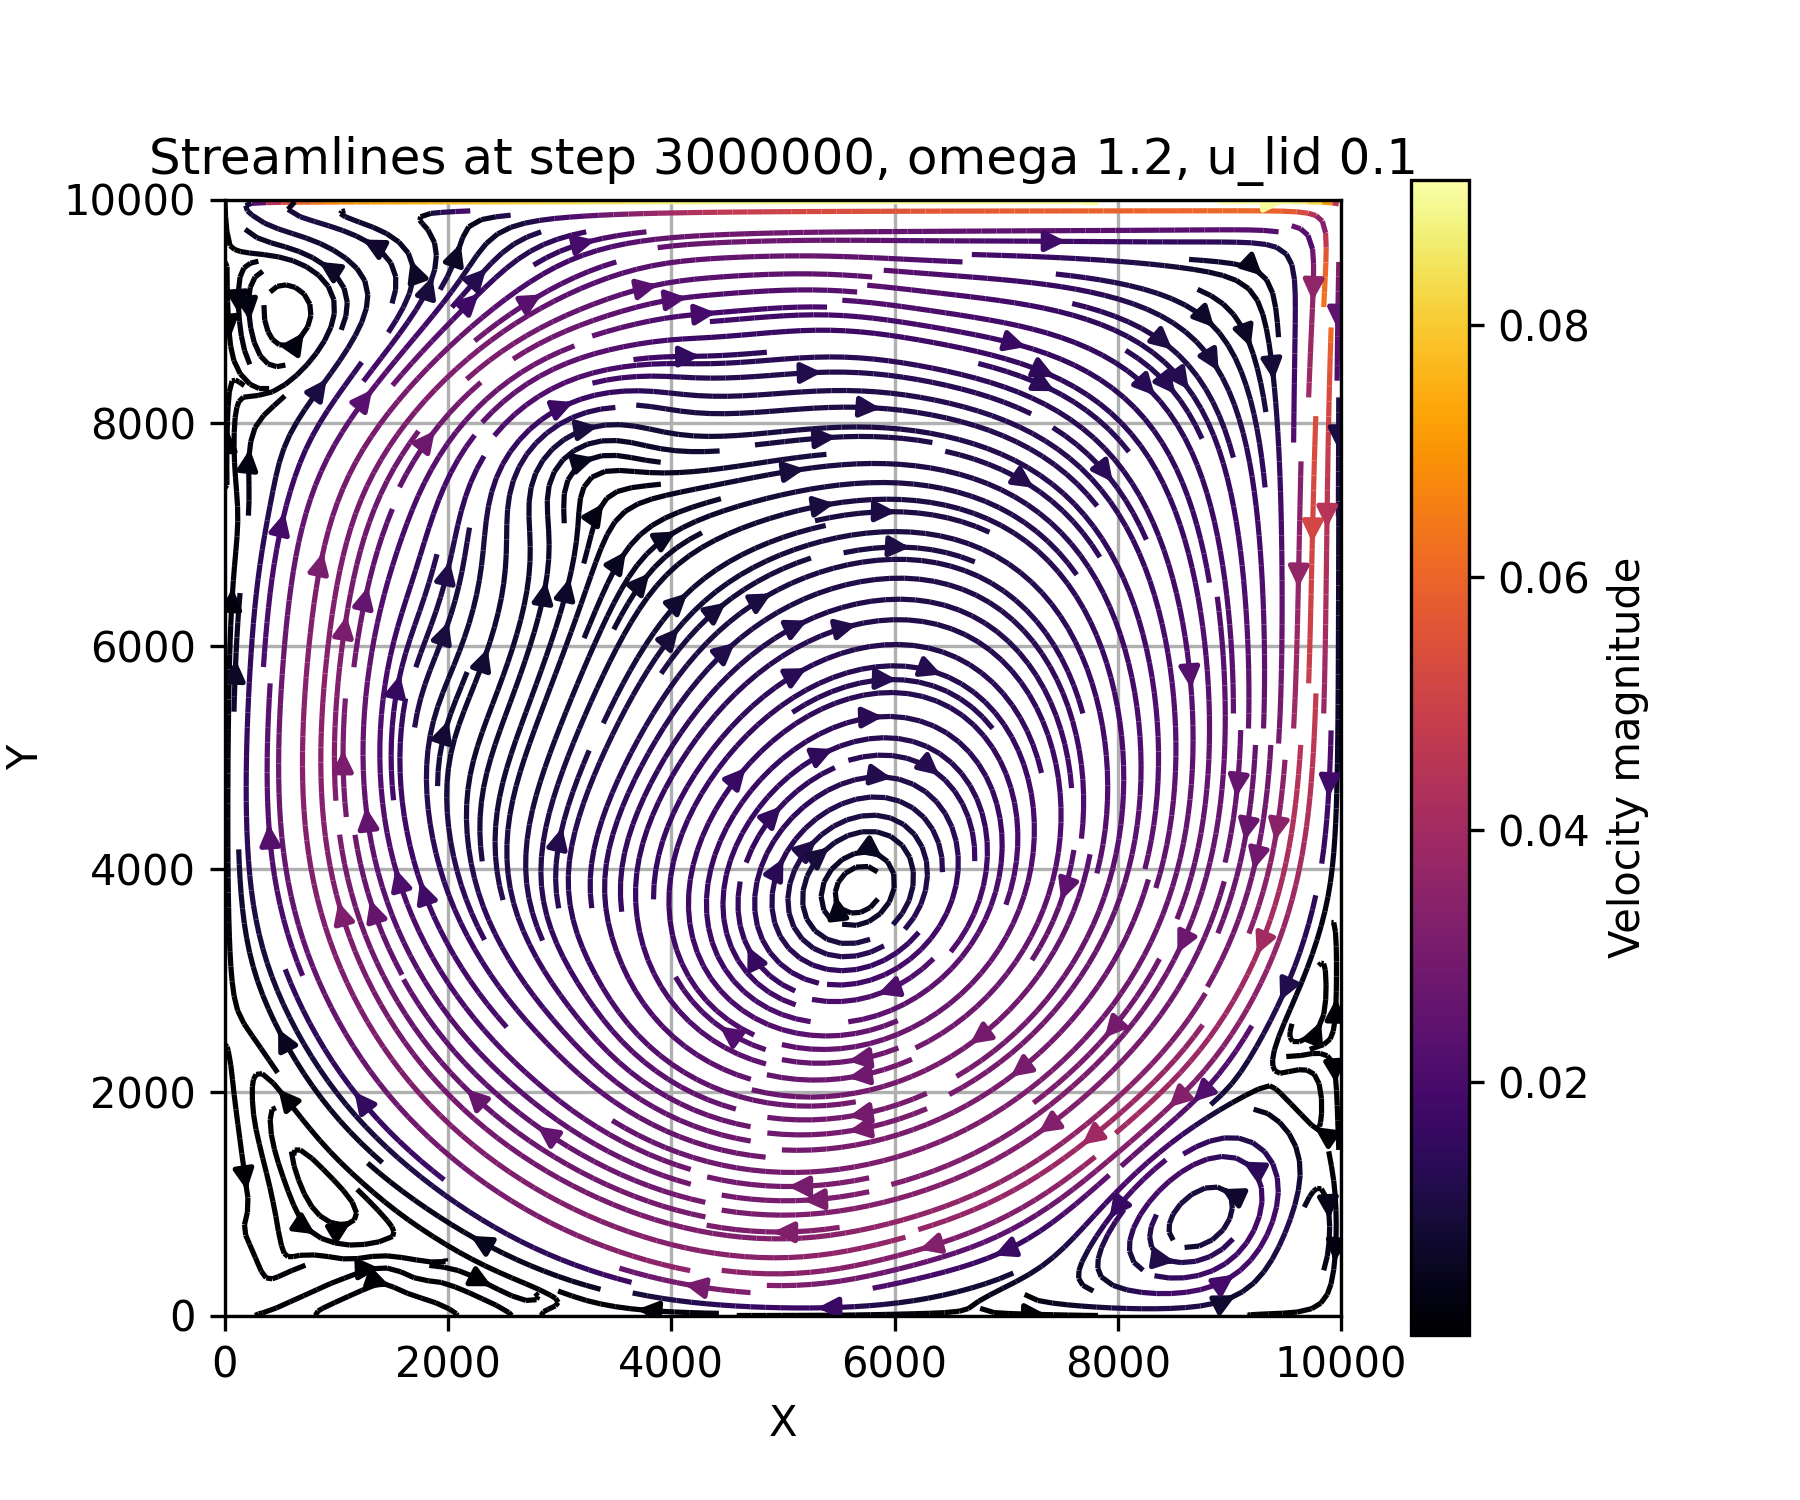 Streamlines at step 3000000, omega 1.2, u_lid 0.1
10000
8000
6000
4000
2000
0
Y
0 2000 4000 6000 8000 10000
X
0.08
0.06
0.04
0.02
Velocity magnitude